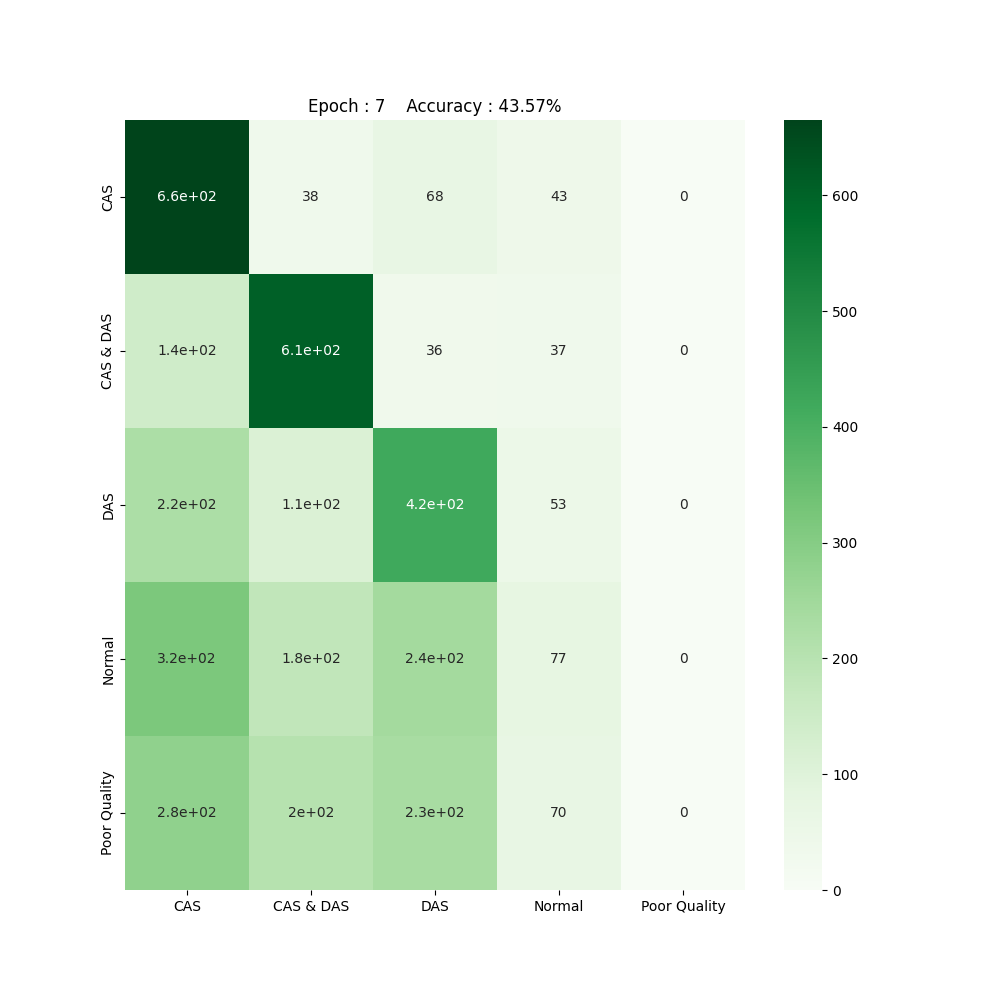 Epoch : 7    Accuracy : 43.57%
CAS 6.6e+02 38 68 43 0
CAS & DAS 1.4e+02 6.1e+02 36 37 0
DAS 2.2e+02 1.1e+02 4.2e+02 53 0
Normal 3.2e+02 1.8e+02 2.4e+02 77 0
Poor Quality 2.8e+02 2e+02 2.3e+02 70 0
CAS CAS & DAS DAS Normal Poor Quality
600
500
400
300
200
100
0